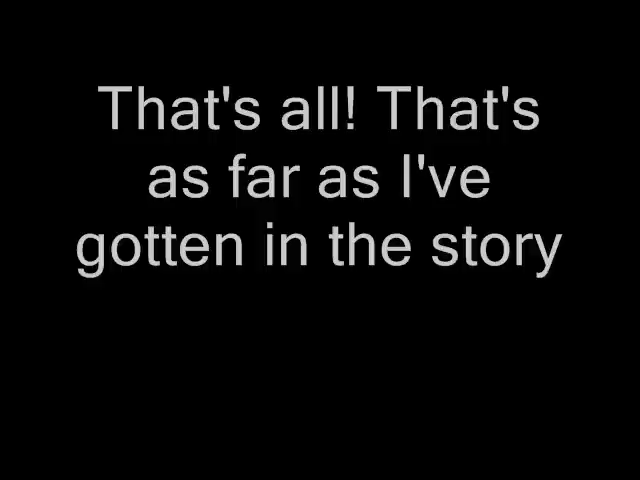 That's all! That's
as far as I've
gotten in the story